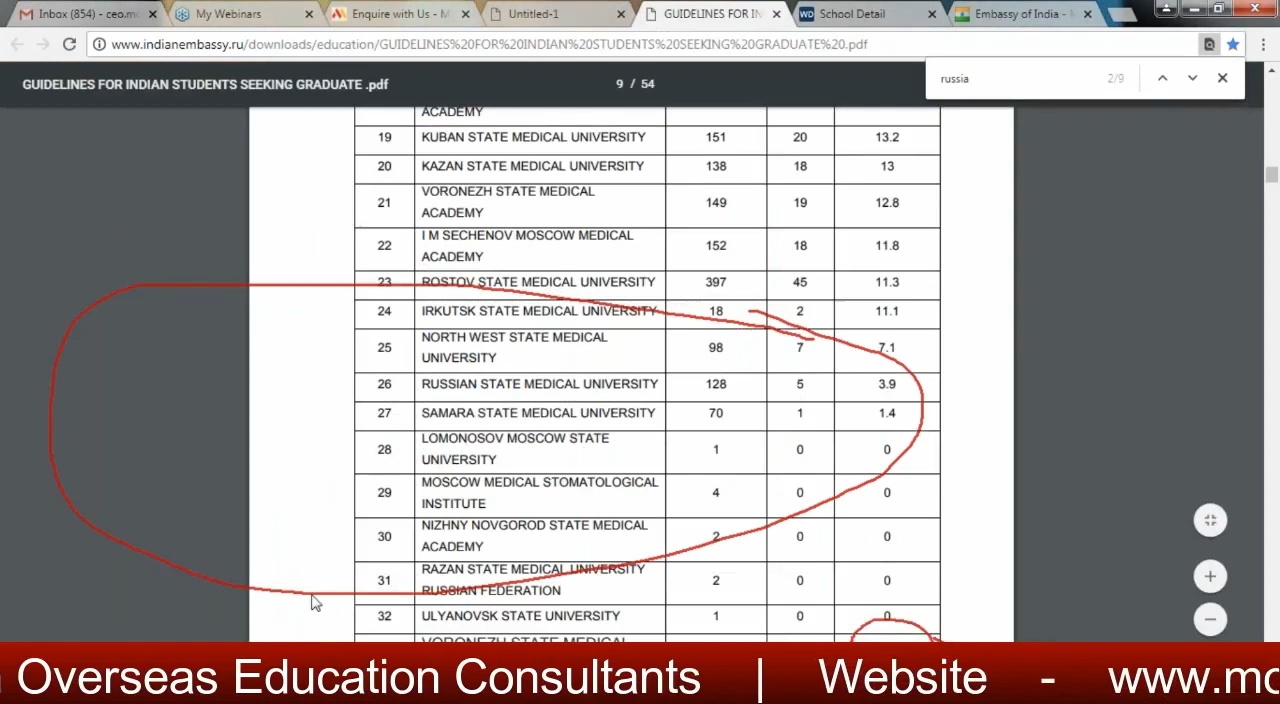 Inbox (854) - ceo.m
My Webinars
Enquire with Us - M
Untitled-1
GUIDELINES FOR IN
WD School Detail
Embassy of India -
www.indianembassy.ru/downloads/education/GUIDELINES%20FOR%20INDIAN%20STUDENTS%20SEEKING%20GRADUATE%20.pdf
russia 2/9
GUIDELINES FOR INDIAN STUDENTS SEEKING GRADUATE .pdf 9 / 54
ACADEMY
19 KUBAN STATE MEDICAL UNIVERSITY 151 20 13.2
20 KAZAN STATE MEDICAL UNIVERSITY 138 18 13
VORONEZH STATE MEDICAL
21 149 19 12.8
ACADEMY
I M SECHENOV MOSCOW MEDICAL
22 152 18 11.8
ACADEMY
23 ROSTOV STATE MEDICAL UNIVERSITY 397 45 11.3
24 IRKUTSK STATE MEDICAL UNIVERSITY 18 2 11.1
NORTH WEST STATE MEDICAL
25 98 7 7.1
UNIVERSITY
26 RUSSIAN STATE MEDICAL UNIVERSITY 128 5 3.9
27 SAMARA STATE MEDICAL UNIVERSITY 70 1 1.4
LOMONOSOV MOSCOW STATE
28 1 0 0
UNIVERSITY
MOSCOW MEDICAL STOMATOLOGICAL
29 4 0 0
INSTITUTE
NIZHNY NOVGOROD STATE MEDICAL
30 2 0 0
ACADEMY
RAZAN STATE MEDICAL UNIVERSITY
31 2 0 0
RUSSIAN FEDERATION
32 ULYANOVSK STATE UNIVERSITY 1 0 0
VORONEZH STATE MEDICAL
Overseas Education Consultants | Website - www.mo